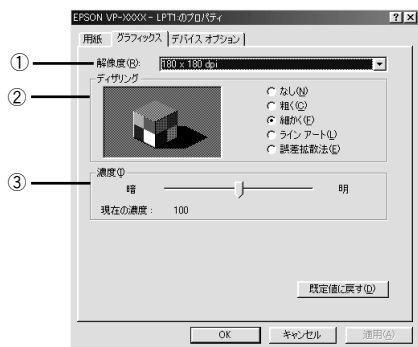 EPSON VP-XXXX - LPT1:のプロパティ
用紙 グラフィックス デバイス オプション
① 解像度(R): 180 x 180 dpi
② ディザリング
なし(N)
粗く(C)
細かく(F)
ライン アート(L)
誤差拡散法(E)
③ 濃度(I)
暗 明
現在の濃度: 100
既定値に戻す(D)
OK キャンセル 適用(A)